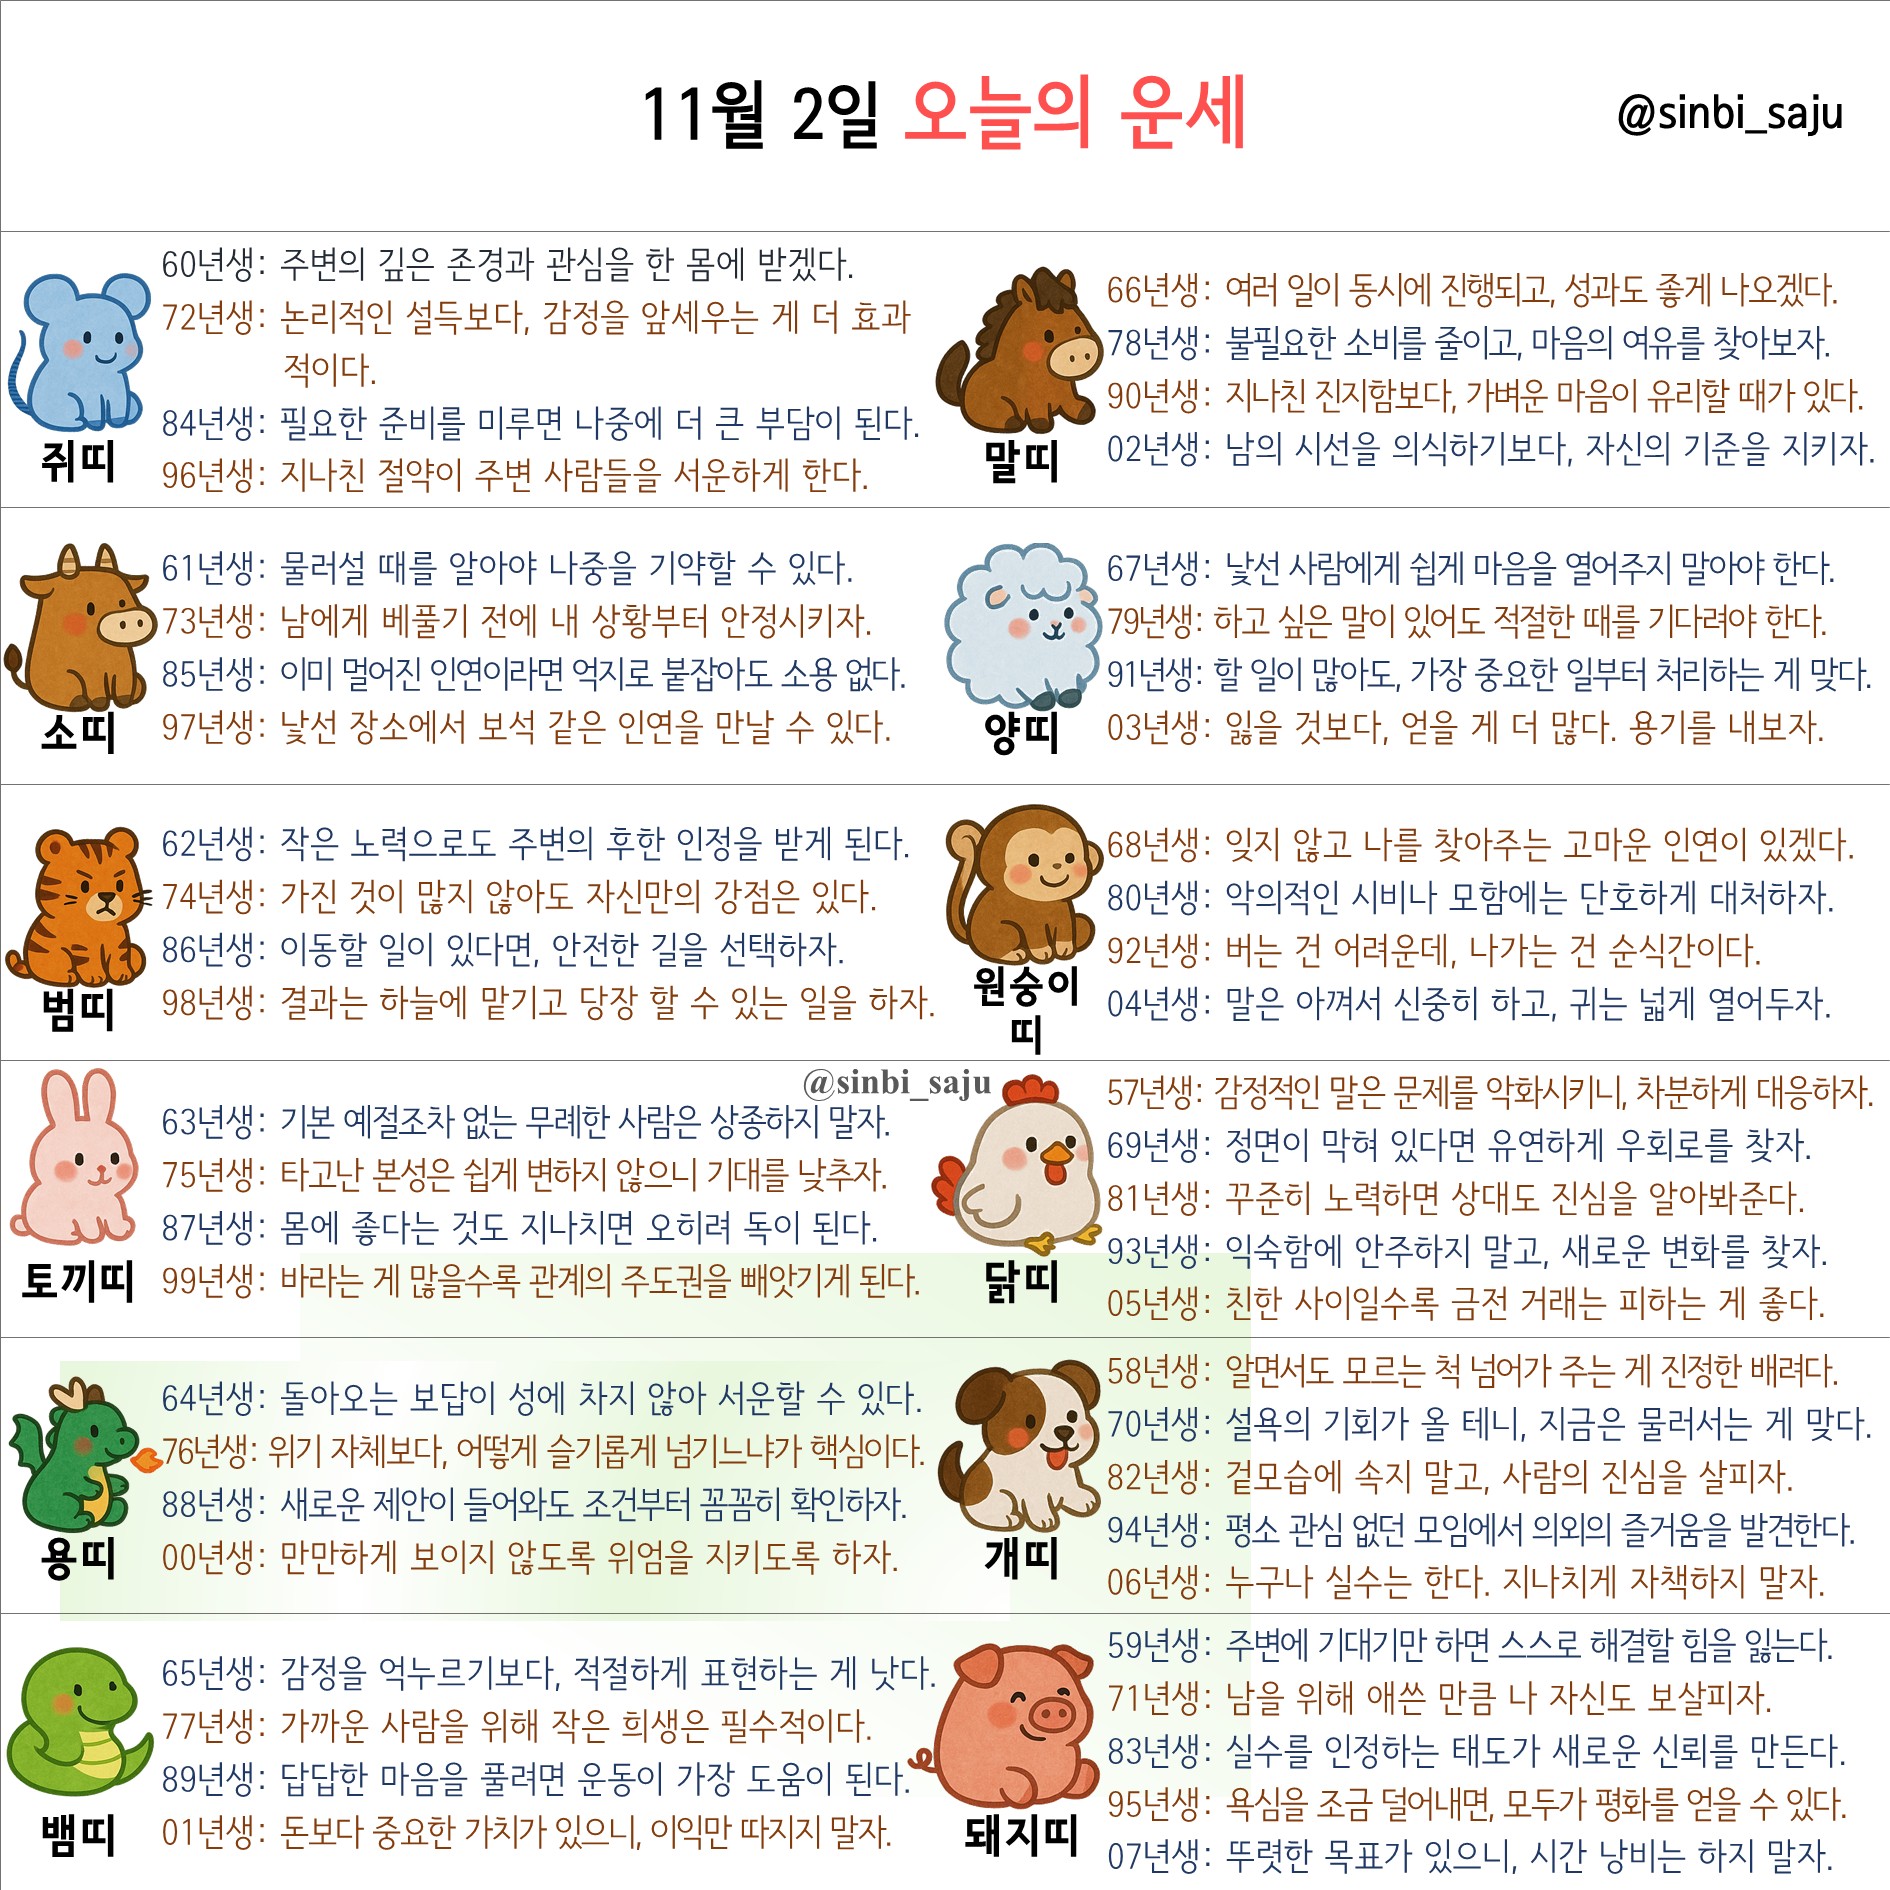 11월 2일 오늘의 운세
@sinbi_saju
60년생: 주변의 깊은 존경과 관심을 한 몸에 받겠다.
72년생: 논리적인 설득보다, 감정을 앞세우는 게 더 효과
적이다.
84년생: 필요한 준비를 미루면 나중에 더 큰 부담이 된다.
96년생: 지나친 절약이 주변 사람들을 서운하게 한다.
쥐띠
66년생: 여러 일이 동시에 진행되고, 성과도 좋게 나오겠다.
78년생: 불필요한 소비를 줄이고, 마음의 여유를 찾아보자.
90년생: 지나친 진지함보다, 가벼운 마음이 유리할 때가 있다.
02년생: 남의 시선을 의식하기보다, 자신의 기준을 지키자.
말띠
61년생: 물러설 때를 알아야 나중을 기약할 수 있다.
73년생: 남에게 베풀기 전에 내 상황부터 안정시키자.
85년생: 이미 멀어진 인연이라면 억지로 붙잡아도 소용 없다.
97년생: 낯선 장소에서 보석 같은 인연을 만날 수 있다.
소띠
67년생: 낯선 사람에게 쉽게 마음을 열어주지 말아야 한다.
79년생: 하고 싶은 말이 있어도 적절한 때를 기다려야 한다.
91년생: 할 일이 많아도, 가장 중요한 일부터 처리하는 게 맞다.
03년생: 잃을 것보다, 얻을 게 더 많다. 용기를 내보자.
양띠
62년생: 작은 노력으로도 주변의 후한 인정을 받게 된다.
74년생: 가진 것이 많지 않아도 자신만의 강점은 있다.
86년생: 이동할 일이 있다면, 안전한 길을 선택하자.
98년생: 결과는 하늘에 맡기고 당장 할 수 있는 일을 하자.
범띠
68년생: 잊지 않고 나를 찾아주는 고마운 인연이 있겠다.
80년생: 악의적인 시비나 모함에는 단호하게 대처하자.
92년생: 버는 건 어려운데, 나가는 건 순식간이다.
04년생: 말은 아껴서 신중히 하고, 귀는 넓게 열어두자.
원숭이
띠
@sinbi_saju
63년생: 기본 예절조차 없는 무례한 사람은 상종하지 말자.
75년생: 타고난 본성은 쉽게 변하지 않으니 기대를 낮추자.
87년생: 몸에 좋다는 것도 지나치면 오히려 독이 된다.
99년생: 바라는 게 많을수록 관계의 주도권을 빼앗기게 된다.
토끼띠
57년생: 감정적인 말은 문제를 악화시키니, 차분하게 대응하자.
69년생: 정면이 막혀 있다면 유연하게 우회로를 찾자.
81년생: 꾸준히 노력하면 상대도 진심을 알아봐준다.
93년생: 익숙함에 안주하지 말고, 새로운 변화를 찾자.
05년생: 친한 사이일수록 금전 거래는 피하는 게 좋다.
닭띠
64년생: 돌아오는 보답이 성에 차지 않아 서운할 수 있다.
76년생: 위기 자체보다, 어떻게 슬기롭게 넘기느냐가 핵심이다.
88년생: 새로운 제안이 들어와도 조건부터 꼼꼼히 확인하자.
00년생: 만만하게 보이지 않도록 위엄을 지키도록 하자.
용띠
58년생: 알면서도 모르는 척 넘어가 주는 게 진정한 배려다.
70년생: 설욕의 기회가 올 테니, 지금은 물러서는 게 맞다.
82년생: 겉모습에 속지 말고, 사람의 진심을 살피자.
94년생: 평소 관심 없던 모임에서 의외의 즐거움을 발견한다.
06년생: 누구나 실수는 한다. 지나치게 자책하지 말자.
개띠
65년생: 감정을 억누르기보다, 적절하게 표현하는 게 낫다.
77년생: 가까운 사람을 위해 작은 희생은 필수적이다.
89년생: 답답한 마음을 풀려면 운동이 가장 도움이 된다.
01년생: 돈보다 중요한 가치가 있으니, 이익만 따지지 말자.
뱀띠
59년생: 주변에 기대기만 하면 스스로 해결할 힘을 잃는다.
71년생: 남을 위해 애쓴 만큼 나 자신도 보살피자.
83년생: 실수를 인정하는 태도가 새로운 신뢰를 만든다.
95년생: 욕심을 조금 덜어내면, 모두가 평화를 얻을 수 있다.
07년생: 뚜렷한 목표가 있으니, 시간 낭비는 하지 말자.
돼지띠